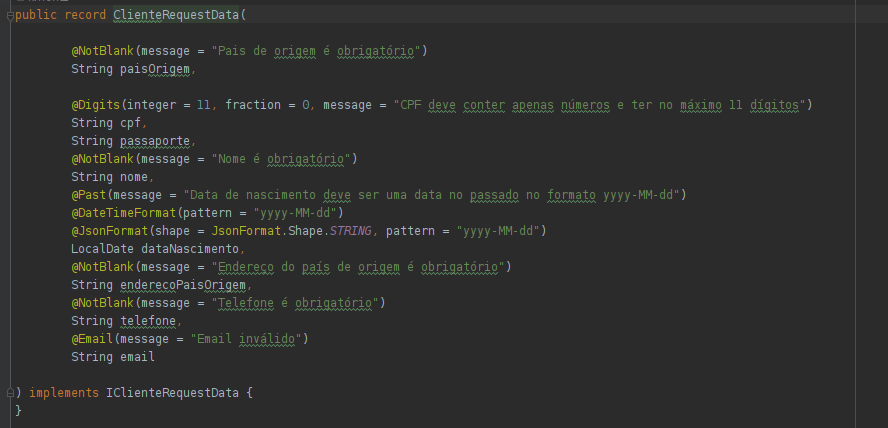 public record ClienteRequestData(
@NotBlank(message = "Pais de origem é obrigatório")
String paisOrigem,
@Digits(integer = 11, fraction = 0, message = "CPF deve conter apenas números e ter no máximo 11 dígitos")
String cpf,
String passaporte,
@NotBlank(message = "Nome é obrigatório")
String nome,
@Past(message = "Data de nascimento deve ser uma data no passado no formato yyyy-MM-dd")
@DateTimeFormat(pattern = "yyyy-MM-dd")
@JsonFormat(shape = JsonFormat.Shape.STRING, pattern = "yyyy-MM-dd")
LocalDate dataNascimento,
@NotBlank(message = "Endereço do país de origem é obrigatório")
String enderecoPaisOrigem,
@NotBlank(message = "Telefone é obrigatório")
String telefone,
@Email(message = "Email inválido")
String email
) implements IClienteRequestData {
}